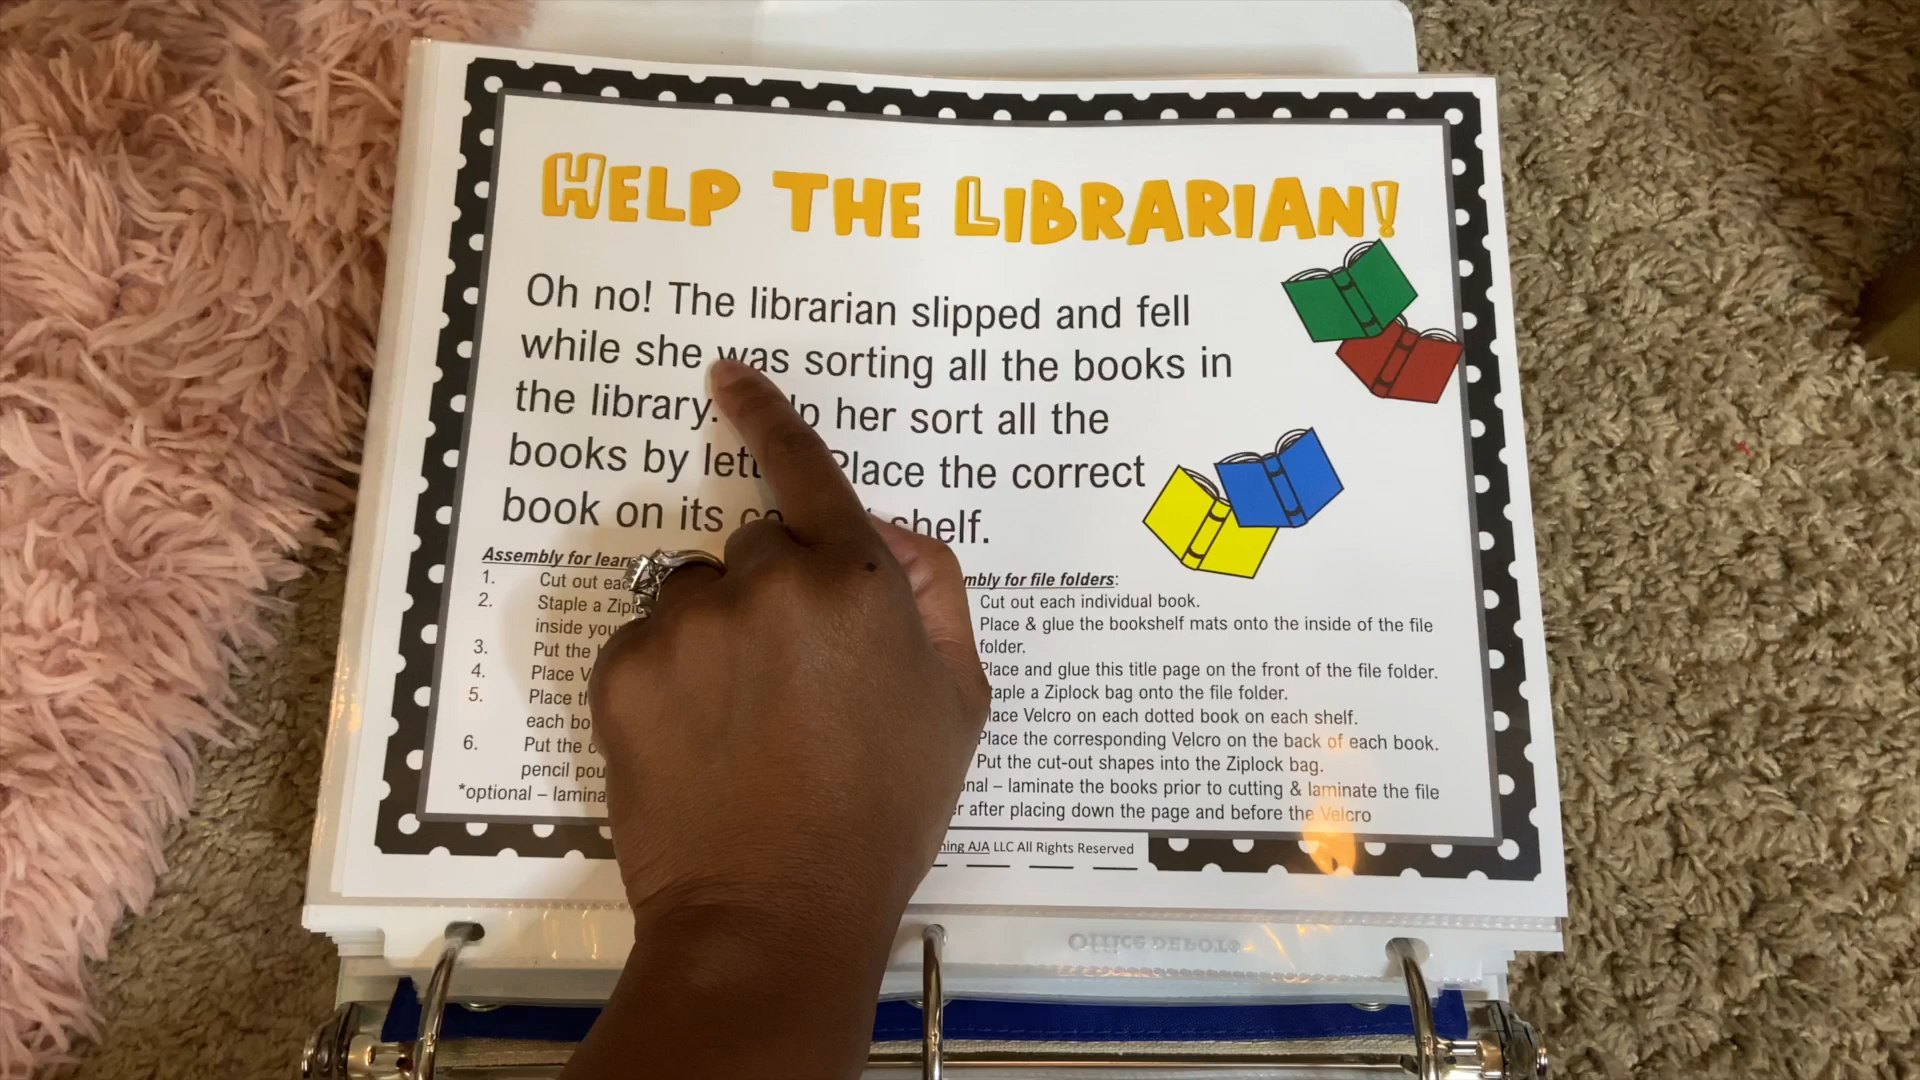 HELP THE LIBRARIAN!
Oh no! The librarian slipped and fell
while she was sorting all the books in
the library. her sort all the
books by Place the correct
book on its shelf.
Assembly for
1. Cut out
2. Staple a
inside
3. Put the
4. Place
5. Place
each
6. Put the
pencil
*optional –
for file folders:
Cut out each individual book.
Place & glue the bookshelf mats onto the inside of the file
folder.
Place and glue this title page on the front of the file folder.
Staple a Ziplock bag onto the file folder.
Place Velcro on each dotted book on each shelf.
Place the corresponding Velcro on the back of each book.
Put the cut-out shapes into the Ziplock bag.
– laminate the books prior to cutting & laminate the file
after placing down the page and before the Velcro
AJA LLC All Rights Reserved
Office DEPOT